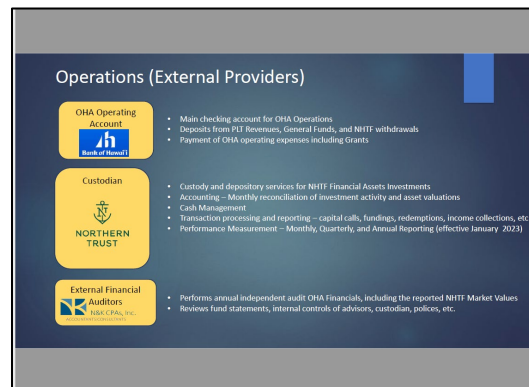 Operations (External Providers)
OHA Operating
Account
Bank of Hawai'i
• Main checking account for OHA Operations
• Deposits from PLT Revenues, General Funds, and NHTF withdrawals
• Payment of OHA operating expenses including Grants
Custodian
NORTHERN
TRUST
• Custody and depository services for NHTF Financial Assets Investments
• Accounting – Monthly reconciliation of investment activity and asset valuations
• Cash Management
• Transaction processing and reporting – capital calls, fundings, redemptions, income collections, etc
• Performance Measurement – Monthly, Quarterly, and Annual Reporting (effective January 2023)
External Financial
Auditors
N&K CPAs, Inc.
ACCOUNTANTS|CONSULTANTS
• Performs annual independent audit OHA Financials, including the reported NHTF Market Values
• Reviews fund statements, internal controls of advisors, custodian, polices, etc.